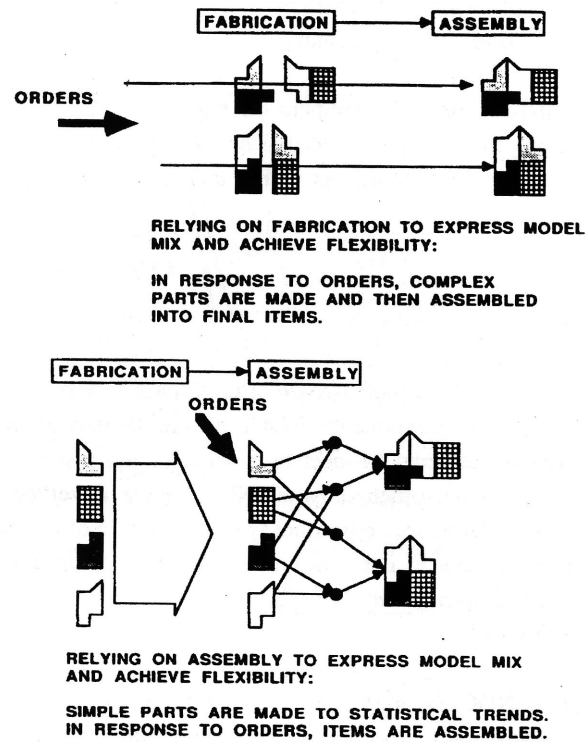 FABRICATION
ASSEMBLY
ORDERS
RELYING ON FABRICATION TO EXPRESS MODEL
MIX AND ACHIEVE FLEXIBILITY:
IN RESPONSE TO ORDERS, COMPLEX
PARTS ARE MADE AND THEN ASSEMBLED
INTO FINAL ITEMS.
FABRICATION
ASSEMBLY
ORDERS
RELYING ON ASSEMBLY TO EXPRESS MODEL MIX
AND ACHIEVE FLEXIBILITY:
SIMPLE PARTS ARE MADE TO STATISTICAL TRENDS.
IN RESPONSE TO ORDERS, ITEMS ARE ASSEMBLED.